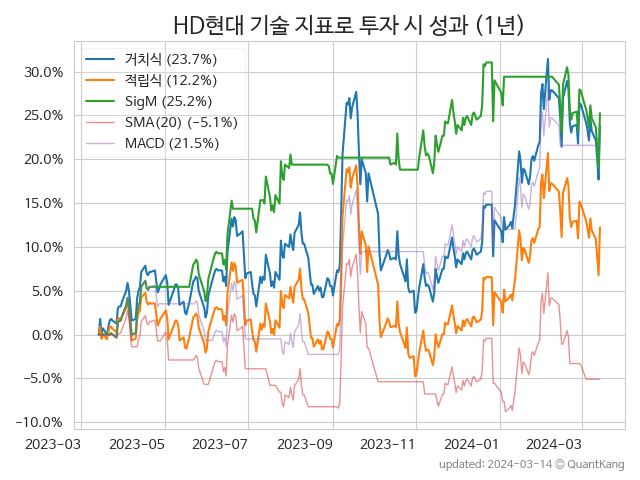 HD현대 기술 지표로 투자 시 성과 (1년)
거치식 (23.7%)
적립식 (12.2%)
SigM (25.2%)
SMA(20) (−5.1%)
MACD (21.5%)
30.0%
25.0%
20.0%
15.0%
10.0%
5.0%
0.0%
−5.0%
−10.0%
2023-03 2023-05 2023-07 2023-09 2023-11 2024-01 2024-03
updated: 2024-03-14 © QuantKang